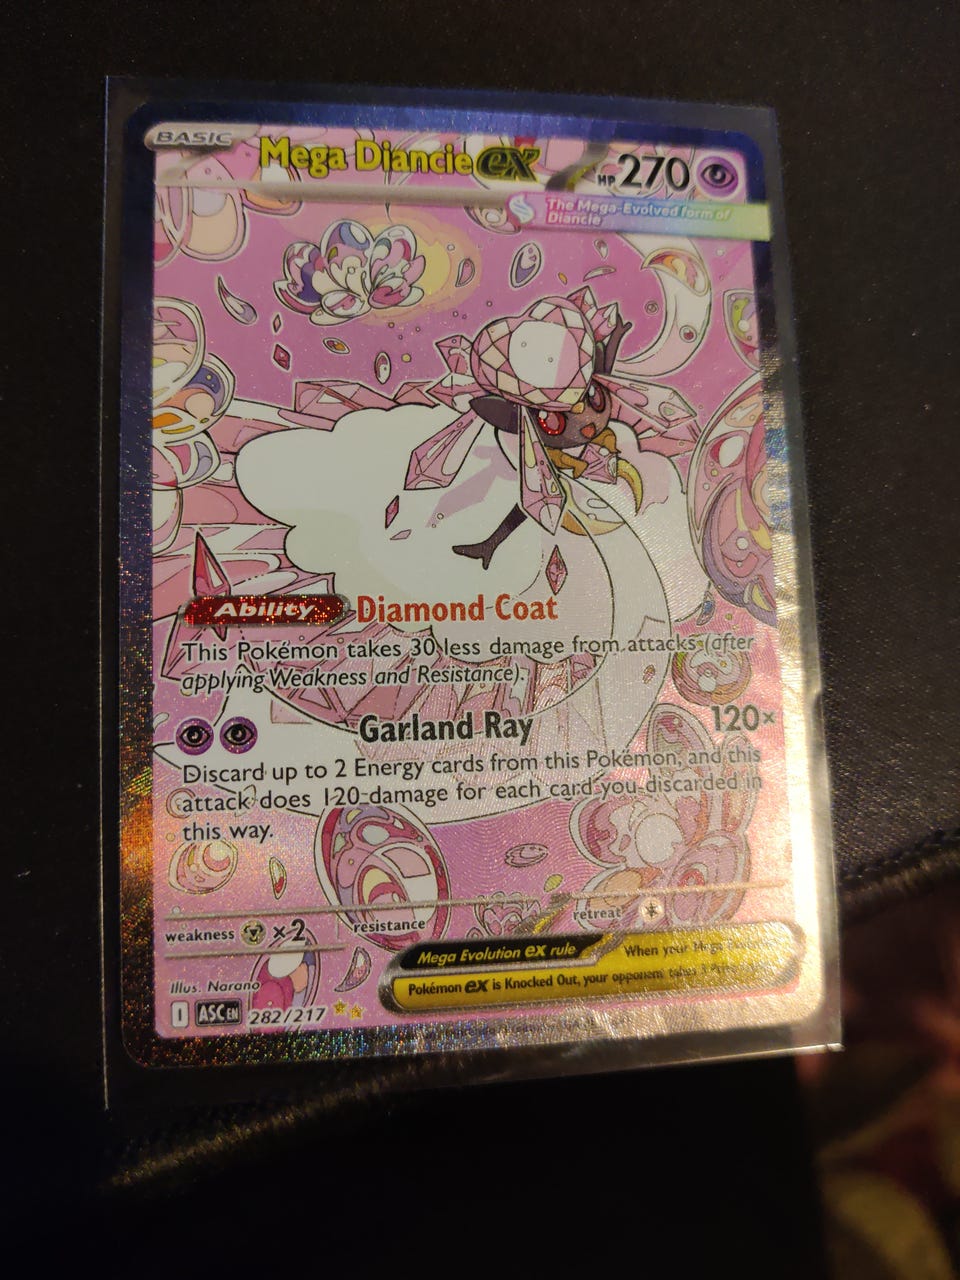 BASIC
Mega Diancie ex
HP 270
The Mega-Evolved form of
Diancie
Ability Diamond Coat
This Pokémon takes 30 less damage from attacks (after
applying Weakness and Resistance).
Garland Ray 120×
Discard up to 2 Energy cards from this Pokémon, and this
attack does 120 damage for each card you discarded in
this way.
weakness ×2 resistance retreat
Mega Evolution ex rule When your Mega
Pokémon ex is Knocked Out, your opponent takes 3
Illus. Narano
I ASC EN 282/217